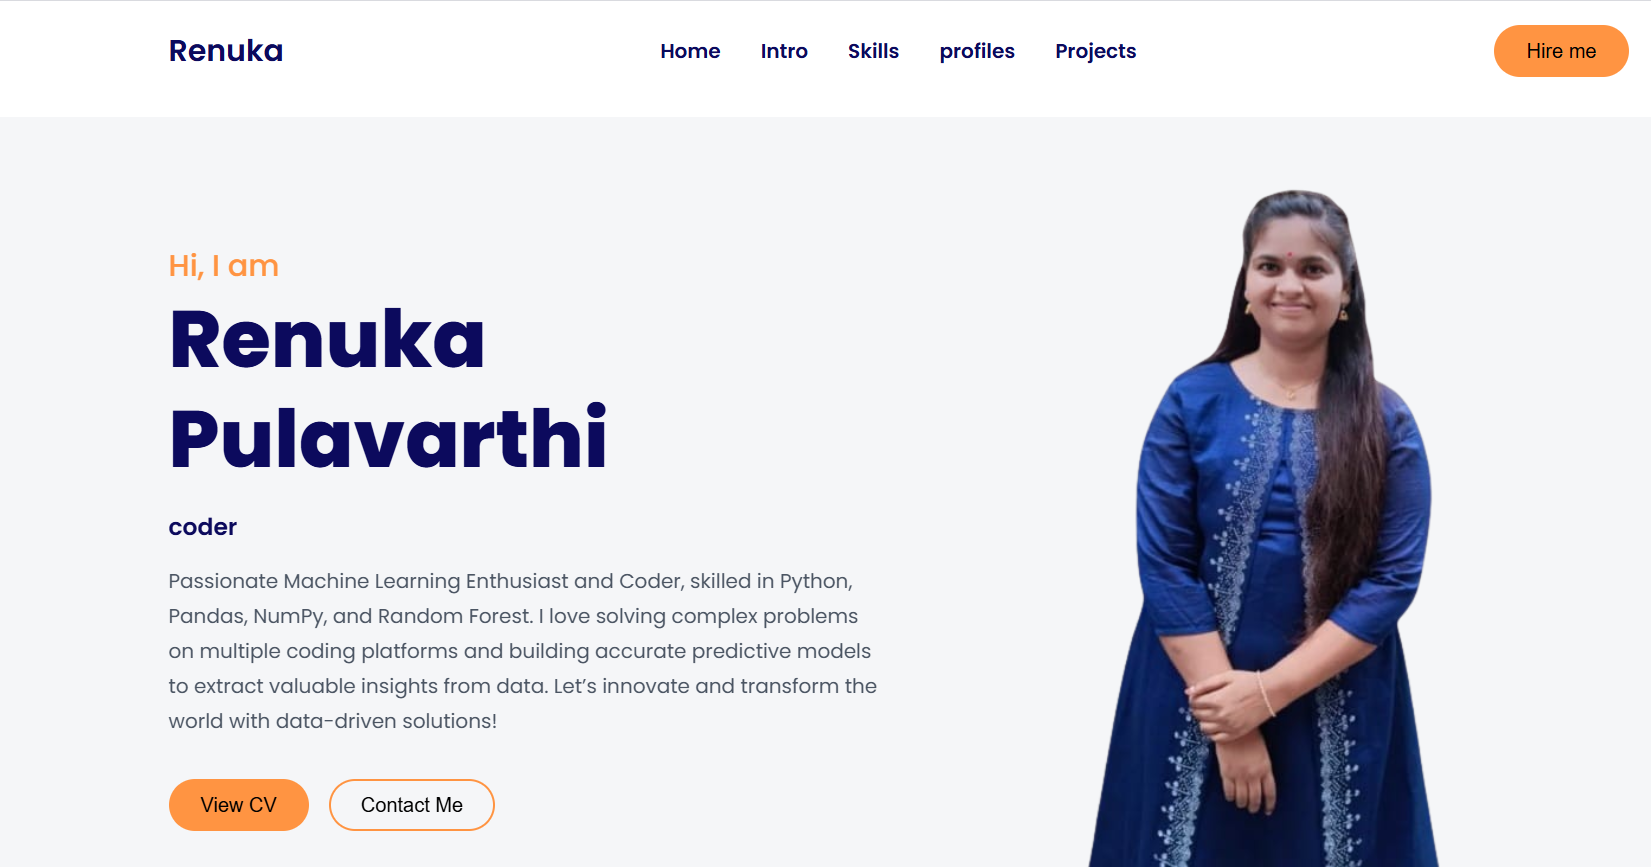 Renuka
Home Intro Skills profiles Projects
Hire me
Hi, I am
Renuka
Pulavarthi
coder
Passionate Machine Learning Enthusiast and Coder, skilled in Python,
Pandas, NumPy, and Random Forest. I love solving complex problems
on multiple coding platforms and building accurate predictive models
to extract valuable insights from data. Let’s innovate and transform the
world with data-driven solutions!
View CV
Contact Me